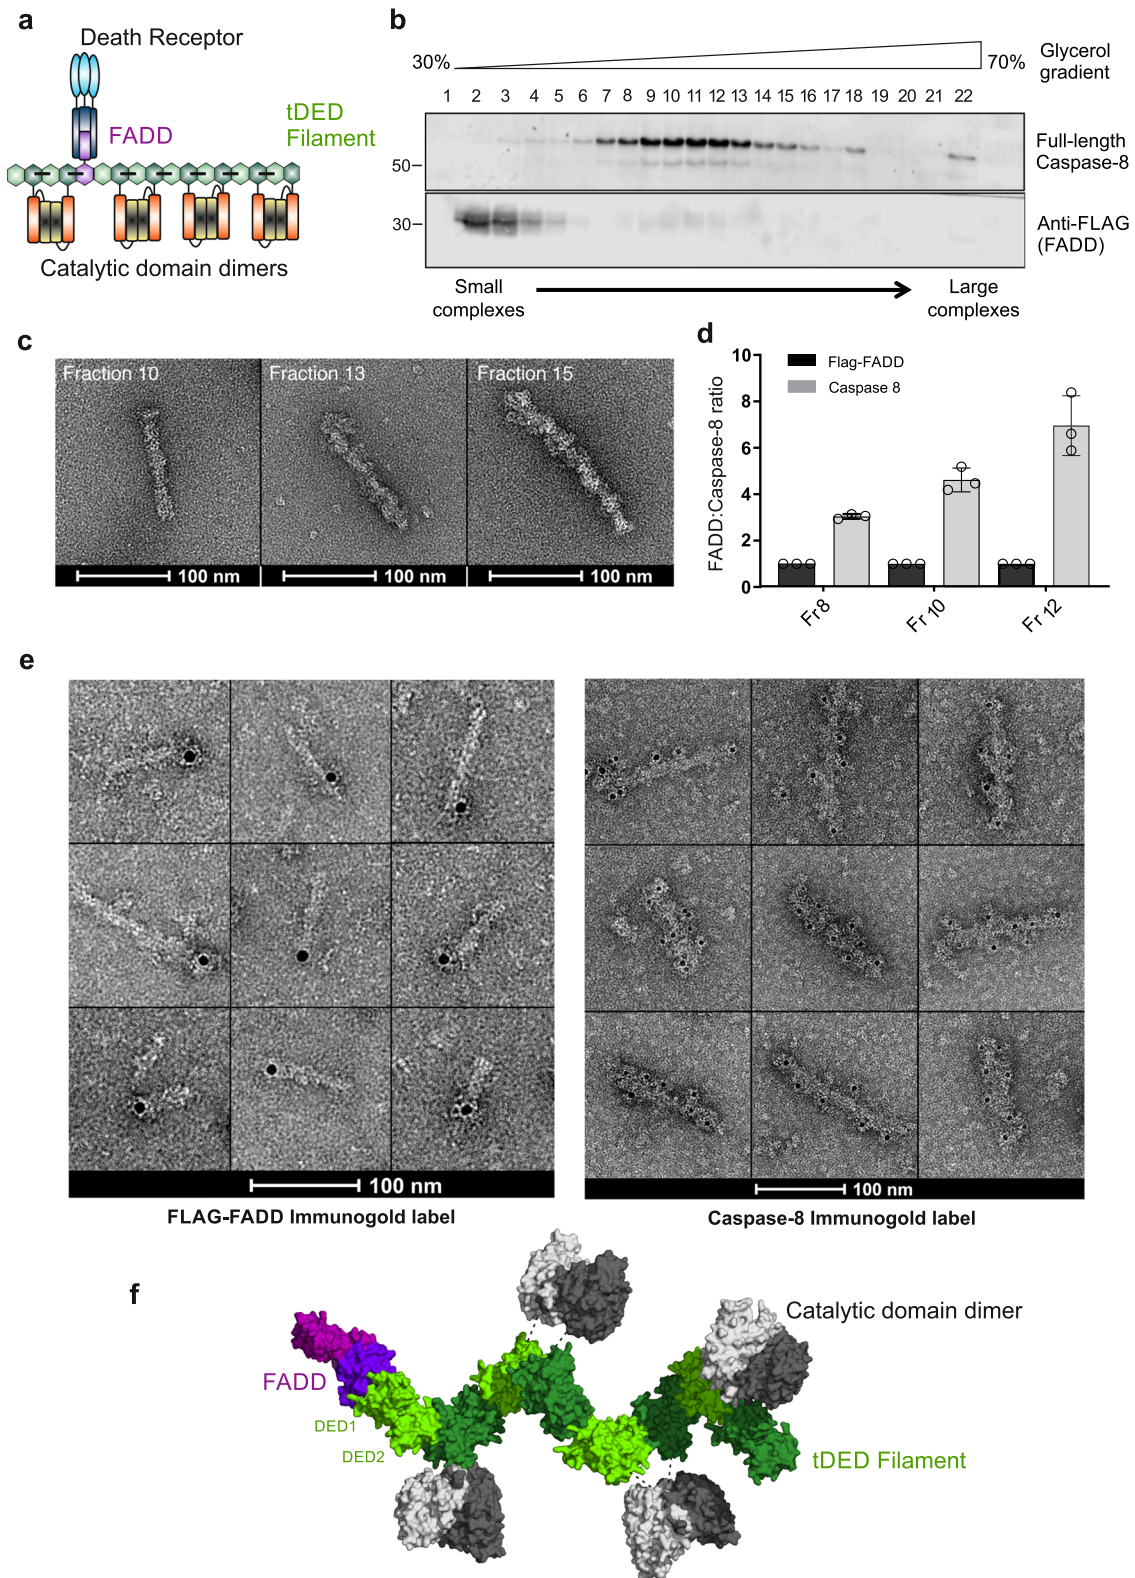 a
Death Receptor
FADD
tDED
Filament
Catalytic domain dimers
b
30%
70%
Glycerol
gradient
1 2 3 4 5 6 7 8 9 10 11 12 13 14 15 16 17 18 19 20 21 22
50
Full-length
Caspase-8
30
Anti-FLAG
(FADD)
Small
complexes
Large
complexes
c
Fraction 10
Fraction 13
Fraction 15
100 nm
100 nm
100 nm
d
FADD:Caspase-8 ratio
10
8
6
4
2
0
Flag-FADD
Caspase 8
Fr 8
Fr 10
Fr 12
e
100 nm
FLAG-FADD Immunogold label
100 nm
Caspase-8 Immunogold label
f
Catalytic domain dimer
FADD
DED1
DED2
tDED Filament